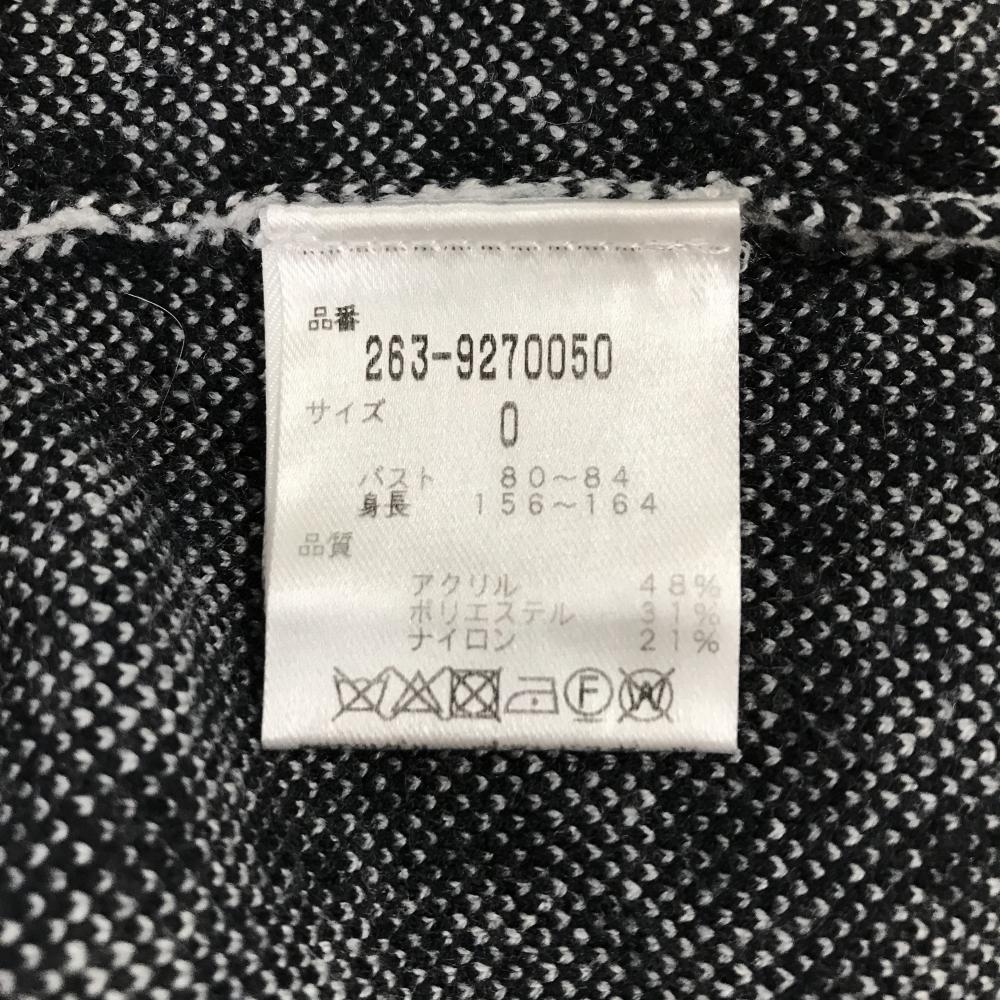 品番
263-9270050
サイズ 0
バスト 80～84
身長 156～164
品質
アクリル 48%
ポリエステル 31%
ナイロン 21%
F W